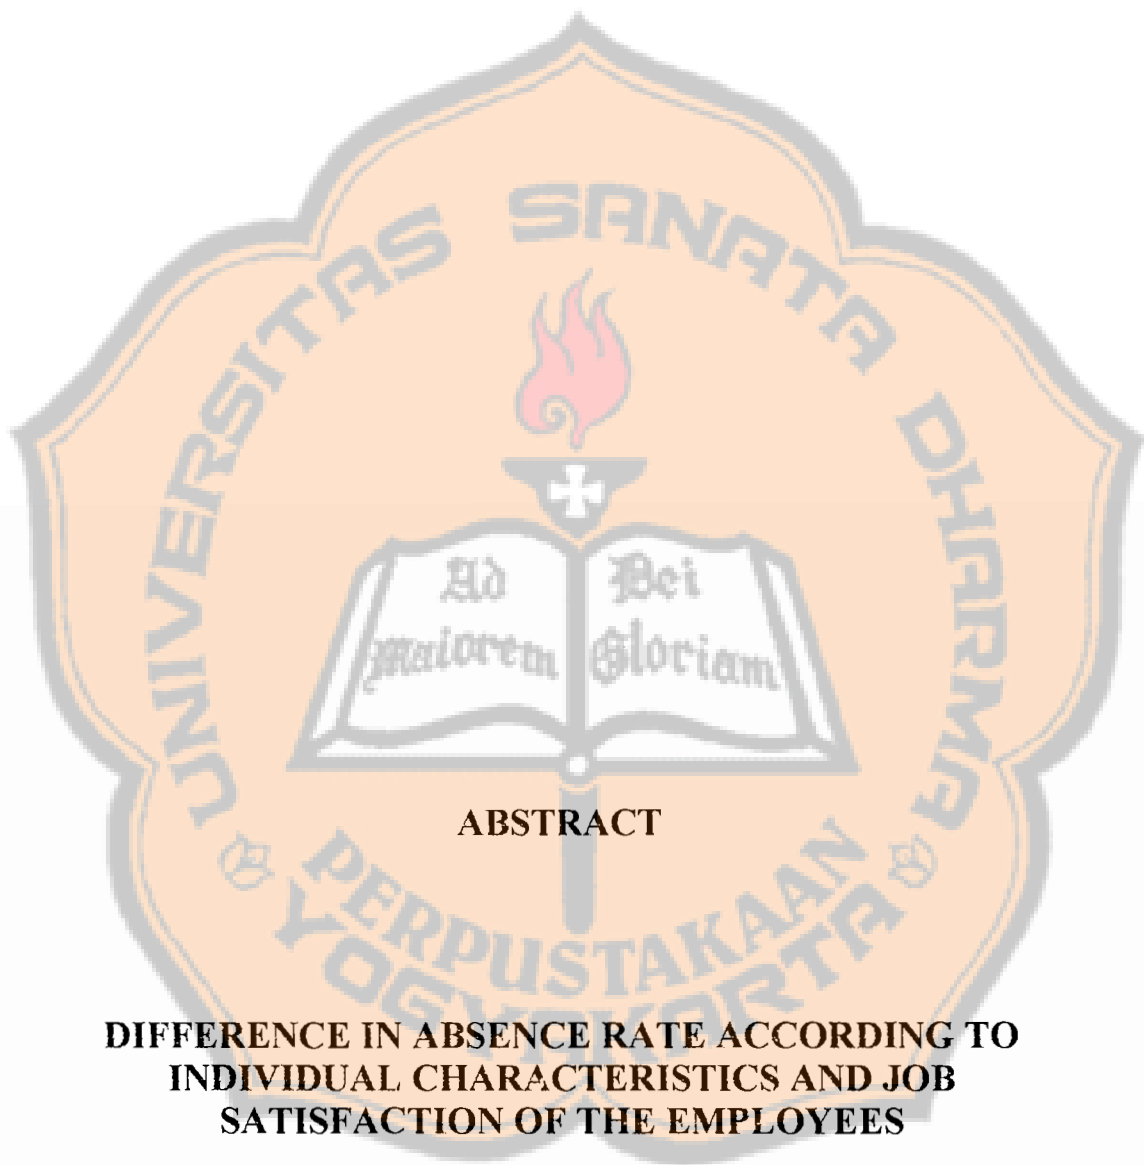 UNIVERSITAS SANATA DHARMA
Ad Dei
Maiorem Gloriam
ABSTRACT
PERPUSTAKAAN
YOGYAKARTA
DIFFERENCE IN ABSENCE RATE ACCORDING TO
INDIVIDUAL CHARACTERISTICS AND JOB
SATISFACTION OF THE EMPLOYEES